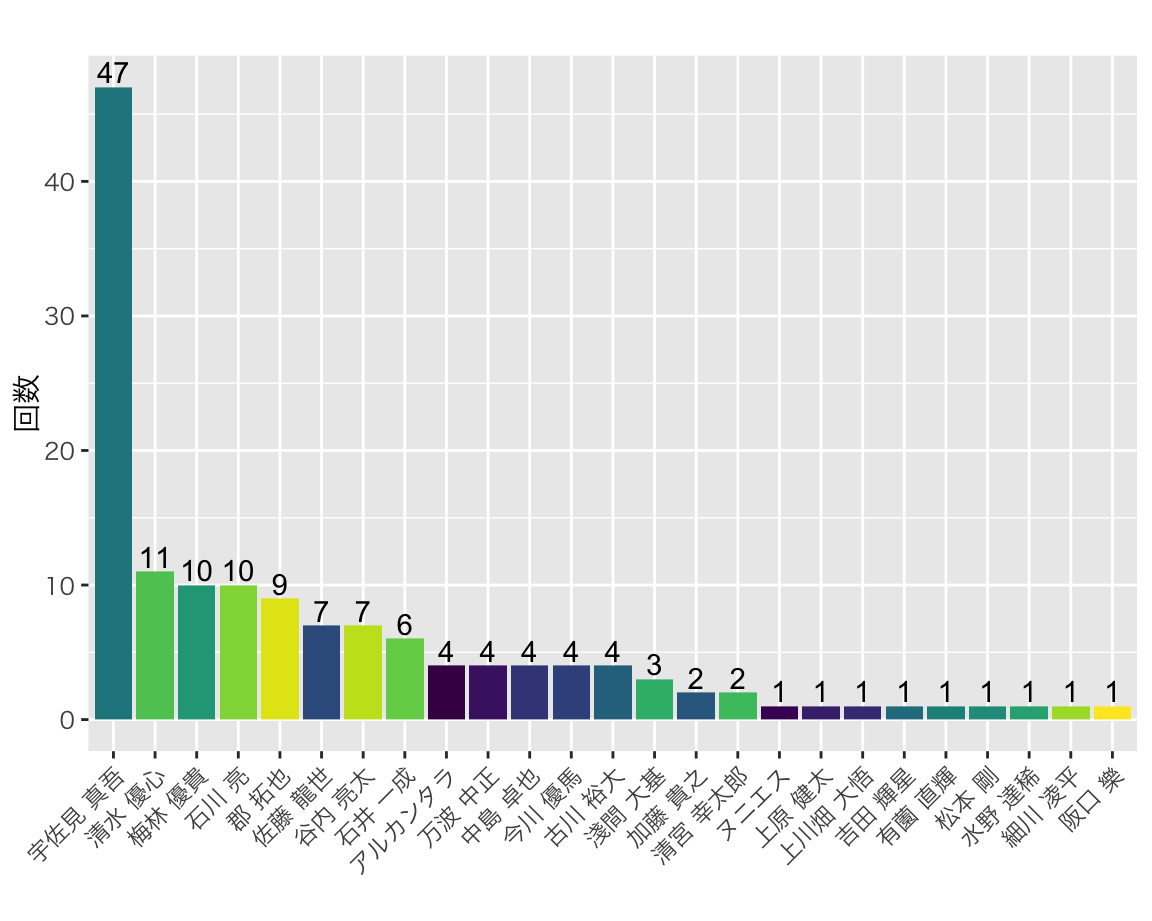 回数
40
30
20
10
0
47
11
10
10
9
7
7
6
4
4
4
4
4
3
2
2
1
1
1
1
1
1
1
1
1
宇佐見 真吾
清水 優心
梅林 優貴
石川 亮
郡 拓也
佐藤 龍世
谷内 亮太
石井 一成
アルカンタラ
万波 中正
中島 卓也
今川 優馬
古川 裕大
淺間 大基
加藤 貴之
清宮 幸太郎
ヌニエス
上原 健太
上川畑 大悟
吉田 輝星
有薗 直輝
松本 剛
水野 達稀
細川 凌平
阪口 樂